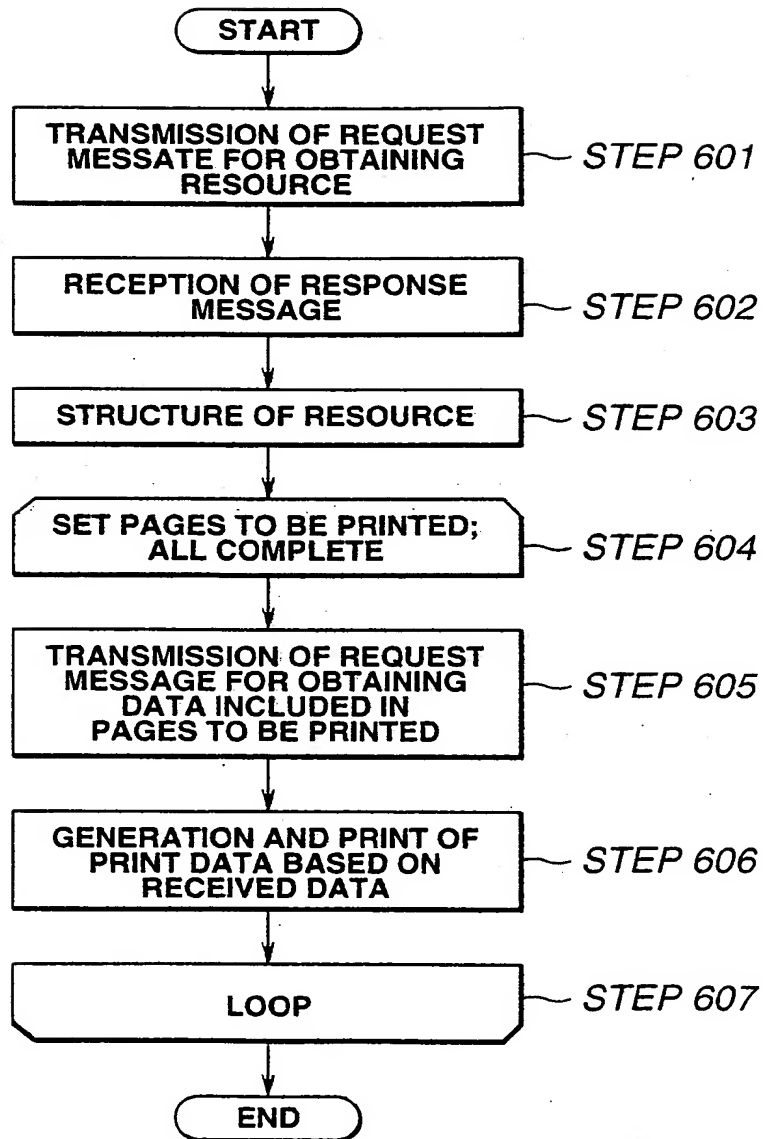 START
TRANSMISSION OF REQUEST
MESSATE FOR OBTAINING
RESOURCE
STEP 601
RECEPTION OF RESPONSE
MESSAGE
STEP 602
STRUCTURE OF RESOURCE
STEP 603
SET PAGES TO BE PRINTED;
ALL COMPLETE
STEP 604
TRANSMISSION OF REQUEST
MESSAGE FOR OBTAINING
DATA INCLUDED IN
PAGES TO BE PRINTED
STEP 605
GENERATION AND PRINT OF
PRINT DATA BASED ON
RECEIVED DATA
STEP 606
LOOP
STEP 607
END